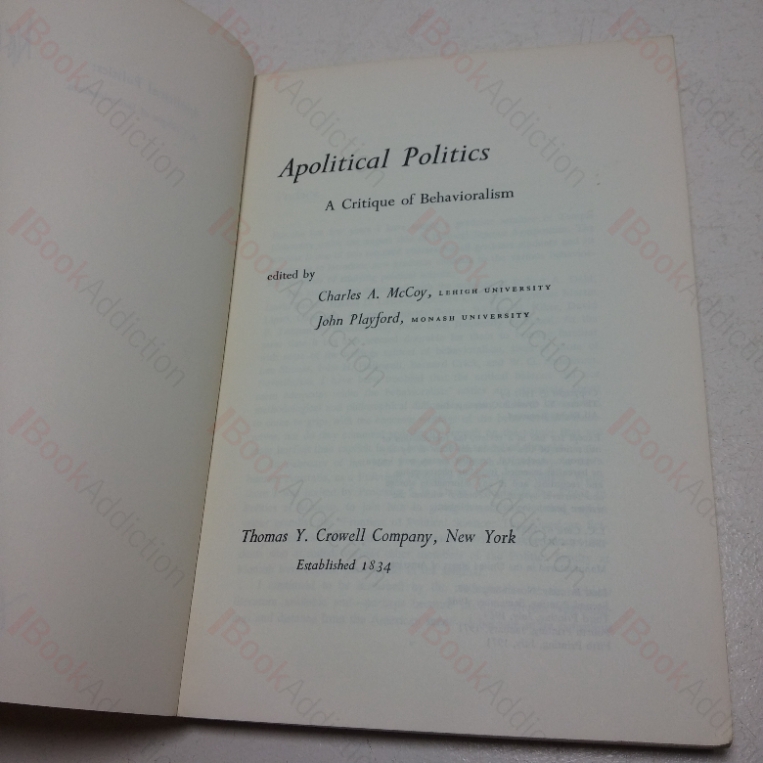 Apolitical Politics
A Critique of Behavioralism
edited by
Charles A. McCoy, LEHIGH UNIVERSITY
John Playford, MONASH UNIVERSITY
Thomas Y. Crowell Company, New York
Established 1834
BookAddiction